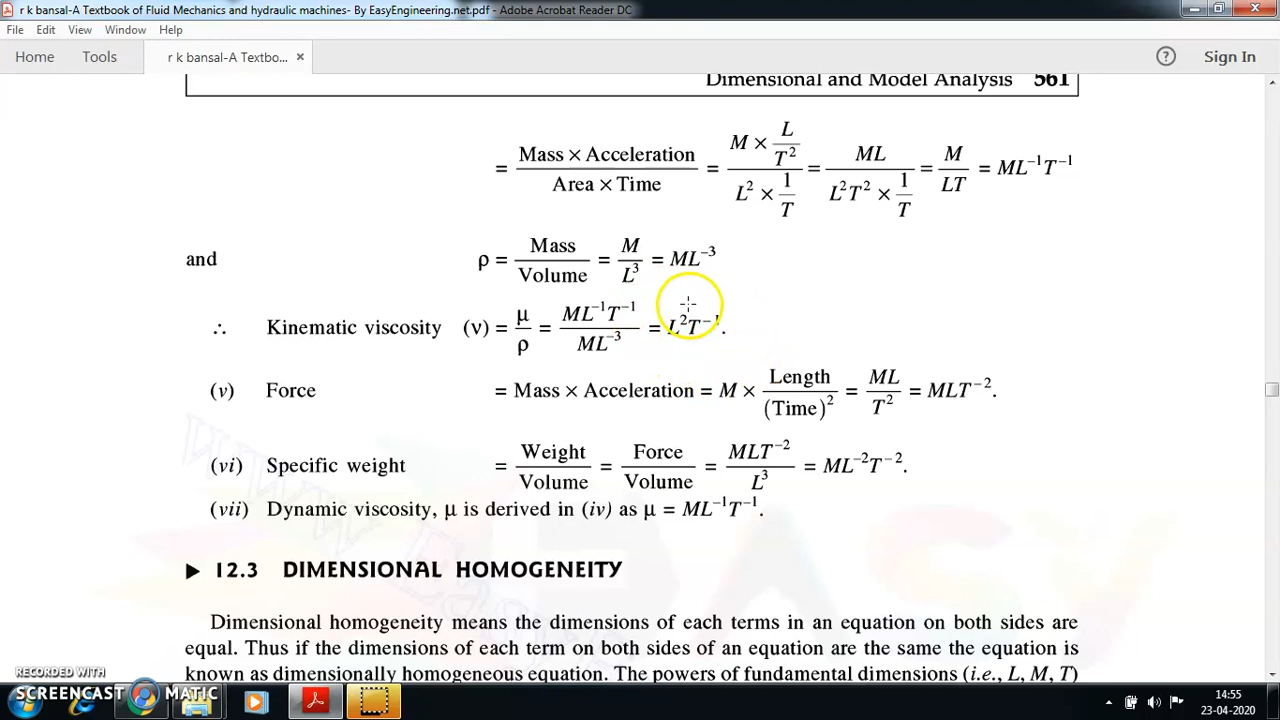 r k bansal-A Textbook of Fluid Mechanics and hydraulic machines- By EasyEngineering.net.pdf - Adobe Acrobat Reader DC
File Edit View Window Help
Home Tools r k bansal-A Textbo... × Sign In
Dimensional and Model Analysis 561
= Mass × Acceleration / Area × Time = M × L/T² / L² × 1/T = ML / L²T² × 1/T = M/LT = ML⁻¹T⁻¹
and ρ = Mass/Volume = M/L³ = ML⁻³
∴ Kinematic viscosity (ν) = μ/ρ = ML⁻¹T⁻¹/ML⁻³ = L²T⁻¹.
(v) Force = Mass × Acceleration = M × Length/(Time)² = ML/T² = MLT⁻².
(vi) Specific weight = Weight/Volume = Force/Volume = MLT⁻²/L³ = ML⁻²T⁻².
(vii) Dynamic viscosity, μ is derived in (iv) as μ = ML⁻¹T⁻¹.
► 12.3 DIMENSIONAL HOMOGENEITY
Dimensional homogeneity means the dimensions of each terms in an equation on both sides are
equal. Thus if the dimensions of each term on both sides of an equation are the same the equation is
known as dimensionally homogeneous equation. The powers of fundamental dimensions (i.e., L, M, T)
RECORDED WITH
SCREENCAST MATIC
14:55
23-04-2020